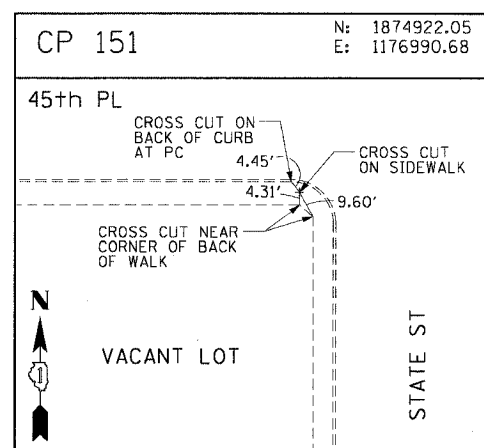 CP 151
N: 1874922.05
E: 1176990.68
45th PL
CROSS CUT ON
BACK OF CURB
AT PC
4.45'
CROSS CUT
ON SIDEWALK
4.31'
9.60'
CROSS CUT NEAR
CORNER OF BACK
OF WALK
N
VACANT LOT
STATE ST